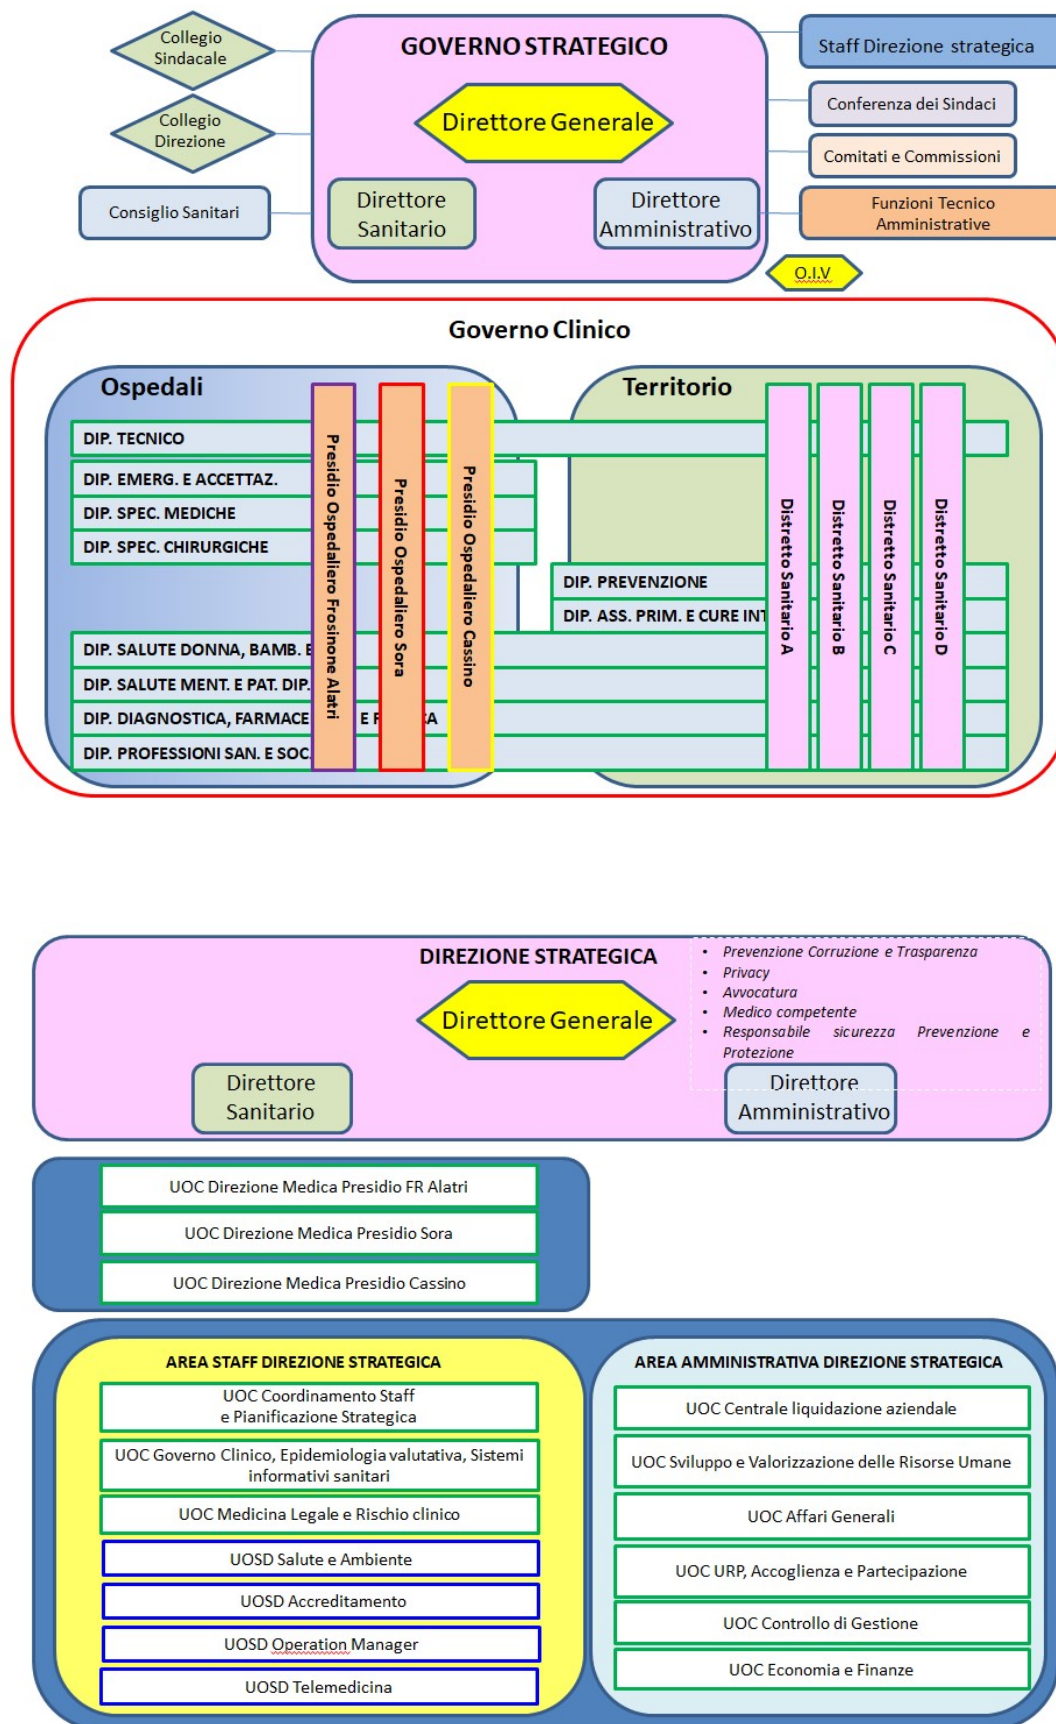 Collegio
Sindacale
GOVERNO STRATEGICO
Staff Direzione strategica
Collegio
Direzione
Direttore Generale
Conferenza dei Sindaci
Comitati e Commissioni
Consiglio Sanitari
Direttore
Sanitario
Direttore
Amministrativo
Funzioni Tecnico
Amministrative
O.I.V
Governo Clinico
Ospedali
Territorio
DIP. TECNICO
DIP. EMERG. E ACCETTAZ.
DIP. SPEC. MEDICHE
DIP. SPEC. CHIRURGICHE
DIP. PREVENZIONE
DIP. ASS. PRIM. E CURE INT
DIP. SALUTE DONNA, BAMB. E
DIP. SALUTE MENT. E PAT. DIP.
DIP. DIAGNOSTICA, FARMACE E F CA
DIP. PROFESSIONI SAN. E SOC.
Presidio Ospedaliero Frosinone Alatri
Presidio Ospedaliero Sora
Presidio Ospedaliero Cassino
Distretto Sanitario A
Distretto Sanitario B
Distretto Sanitario C
Distretto Sanitario D
DIREZIONE STRATEGICA
Direttore Generale
• Prevenzione Corruzione e Trasparenza
• Privacy
• Avvocatura
• Medico competente
• Responsabile sicurezza Prevenzione e
Protezione
Direttore
Sanitario
Direttore
Amministrativo
UOC Direzione Medica Presidio FR Alatri
UOC Direzione Medica Presidio Sora
UOC Direzione Medica Presidio Cassino
AREA STAFF DIREZIONE STRATEGICA
UOC Coordinamento Staff
e Pianificazione Strategica
UOC Governo Clinico, Epidemiologia valutativa, Sistemi
informativi sanitari
UOC Medicina Legale e Rischio clinico
UOSD Salute e Ambiente
UOSD Accreditamento
UOSD Operation Manager
UOSD Telemedicina
AREA AMMINISTRATIVA DIREZIONE STRATEGICA
UOC Centrale liquidazione aziendale
UOC Sviluppo e Valorizzazione delle Risorse Umane
UOC Affari Generali
UOC URP, Accoglienza e Partecipazione
UOC Controllo di Gestione
UOC Economia e Finanze